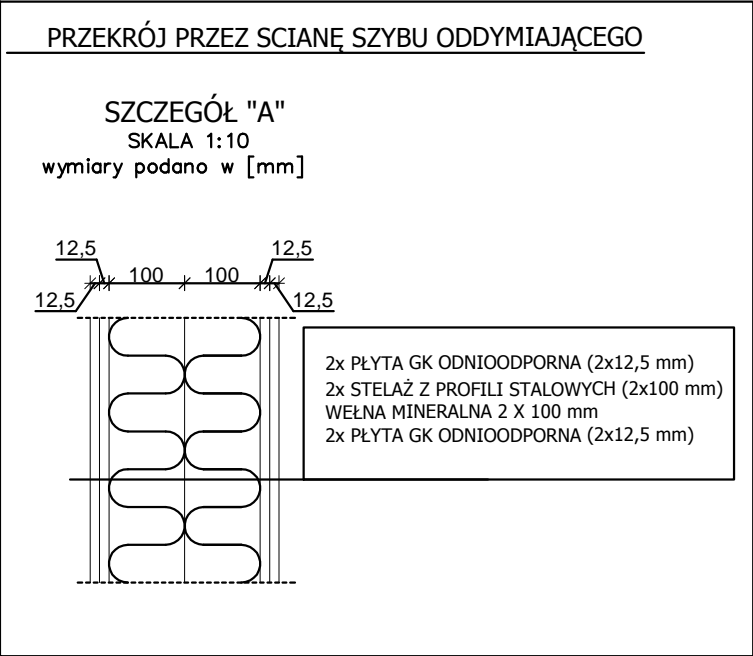 PRZEKRÓJ PRZEZ SCIANĘ SZYBU ODDYMIAJĄCEGO
SZCZEGÓŁ "A"
SKALA 1:10
wymiary podano w [mm]
12,5 12,5
100 100
12,5 12,5
2x PŁYTA GK ODNIOODPORNA (2x12,5 mm)
2x STELAŻ Z PROFILI STALOWYCH (2x100 mm)
WEŁNA MINERALNA 2 X 100 mm
2x PŁYTA GK ODNIOODPORNA (2x12,5 mm)